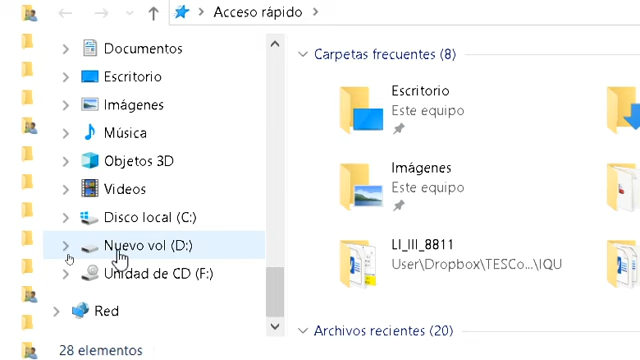 Acceso rápido
Documentos
Escritorio
Imágenes
Música
Objetos 3D
Videos
Disco local (C:)
Nuevo vol (D:)
Unidad de CD (F:)
Red
28 elementos
Carpetas frecuentes (8)
Escritorio
Este equipo
Imágenes
Este equipo
LI_III_8811
User\Dropbox\TESCo...\IQU
Archivos recientes (20)